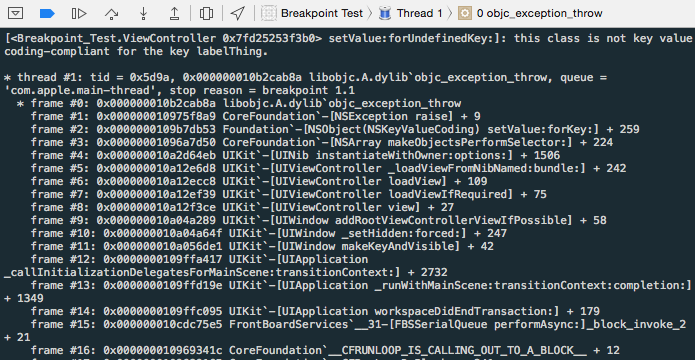 Breakpoint Test Thread 1 0 objc_exception_throw
[<Breakpoint_Test.ViewController 0x7fd25253f3b0> setValue:forUndefinedKey:]: this class is not key value
coding-compliant for the key labelThing.
* thread #1: tid = 0x5d9a, 0x000000010b2cab8a libobjc.A.dylib`objc_exception_throw, queue =
'com.apple.main-thread', stop reason = breakpoint 1.1
* frame #0: 0x000000010b2cab8a libobjc.A.dylib`objc_exception_throw
frame #1: 0x000000010975f8a9 CoreFoundation`-[NSException raise] + 9
frame #2: 0x0000000109b7db53 Foundation`-[NSObject(NSKeyValueCoding) setValue:forKey:] + 259
frame #3: 0x00000001096a7d50 CoreFoundation`-[NSArray makeObjectsPerformSelector:] + 224
frame #4: 0x000000010a2d64eb UIKit`-[UINib instantiateWithOwner:options:] + 1506
frame #5: 0x000000010a12e6d8 UIKit`-[UIViewController _loadViewFromNibNamed:bundle:] + 242
frame #6: 0x000000010a12ecc8 UIKit`-[UIViewController loadView] + 109
frame #7: 0x000000010a12ef39 UIKit`-[UIViewController loadViewIfRequired] + 75
frame #8: 0x000000010a12f3ce UIKit`-[UIViewController view] + 27
frame #9: 0x000000010a04a289 UIKit`-[UIWindow addRootViewControllerViewIfPossible] + 58
frame #10: 0x000000010a04a64f UIKit`-[UIWindow _setHidden:forced:] + 247
frame #11: 0x000000010a056de1 UIKit`-[UIWindow makeKeyAndVisible] + 42
frame #12: 0x0000000109ffa417 UIKit`-[UIApplication
_callInitializationDelegatesForMainScene:transitionContext:] + 2732
frame #13: 0x0000000109ffd19e UIKit`-[UIApplication _runWithMainScene:transitionContext:completion:]
+ 1349
frame #14: 0x0000000109ffc095 UIKit`-[UIApplication workspaceDidEndTransaction:] + 179
frame #15: 0x000000010cdc75e5 FrontBoardServices`__31-[FBSSerialQueue performAsync:]_block_invoke_2
+ 21
frame #16: 0x000000010969341c CoreFoundation`__CFRUNLOOP_IS_CALLING_OUT_TO_A_BLOCK__ + 12